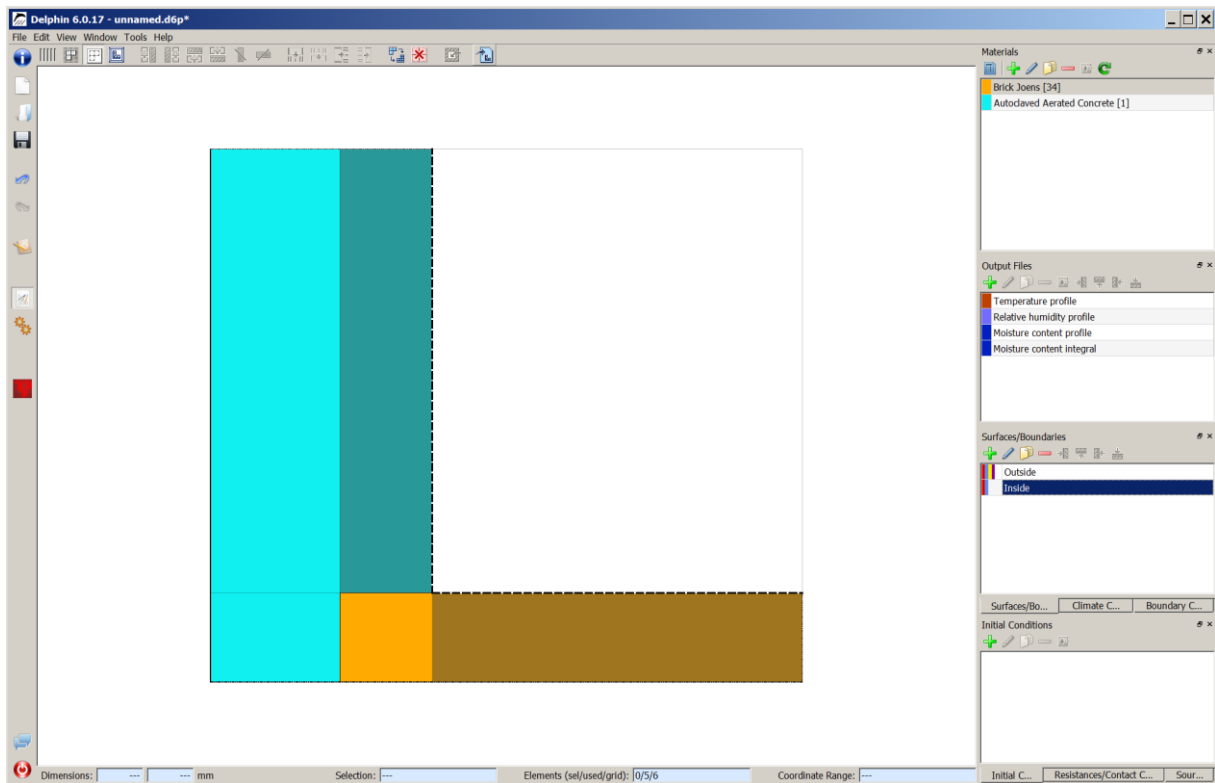 Delphin 6.0.17 - unnamed.d6p*
File Edit View Window Tools Help
Materials
Brick Joens [34]
Autoclaved Aerated Concrete [1]
Output Files
Temperature profile
Relative humidity profile
Moisture content profile
Moisture content integral
Surfaces/Boundaries
Outside
Inside
Surfaces/Bo... Climate C... Boundary C...
Initial Conditions
Initial C... Resistances/Contact C... Sour...
Dimensions: --- --- mm Selection: --- Elements (sel/used/grid): 0/5/6 Coordinate Range: ---